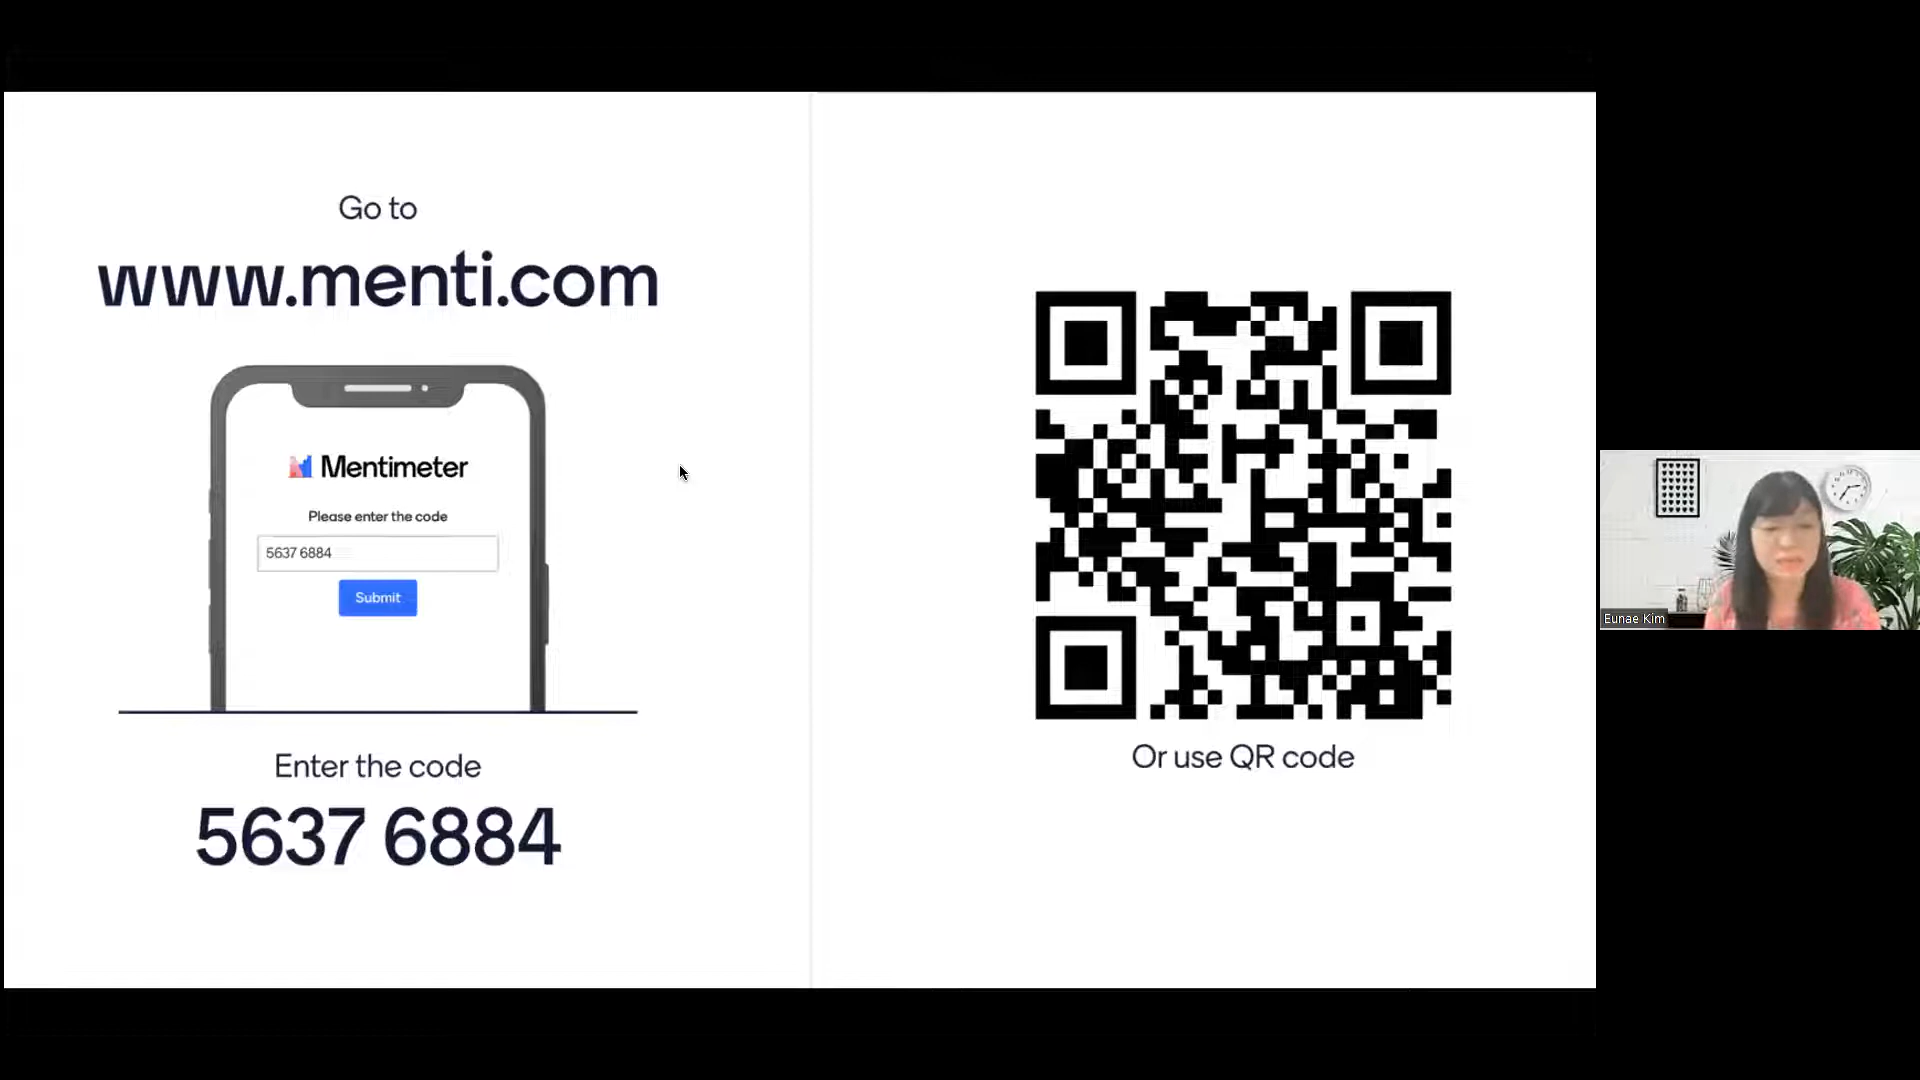 Go to
www.menti.com
Mentimeter
Please enter the code
5637 6884
Submit
Enter the code
5637 6884
Or use QR code
Eunae Kim